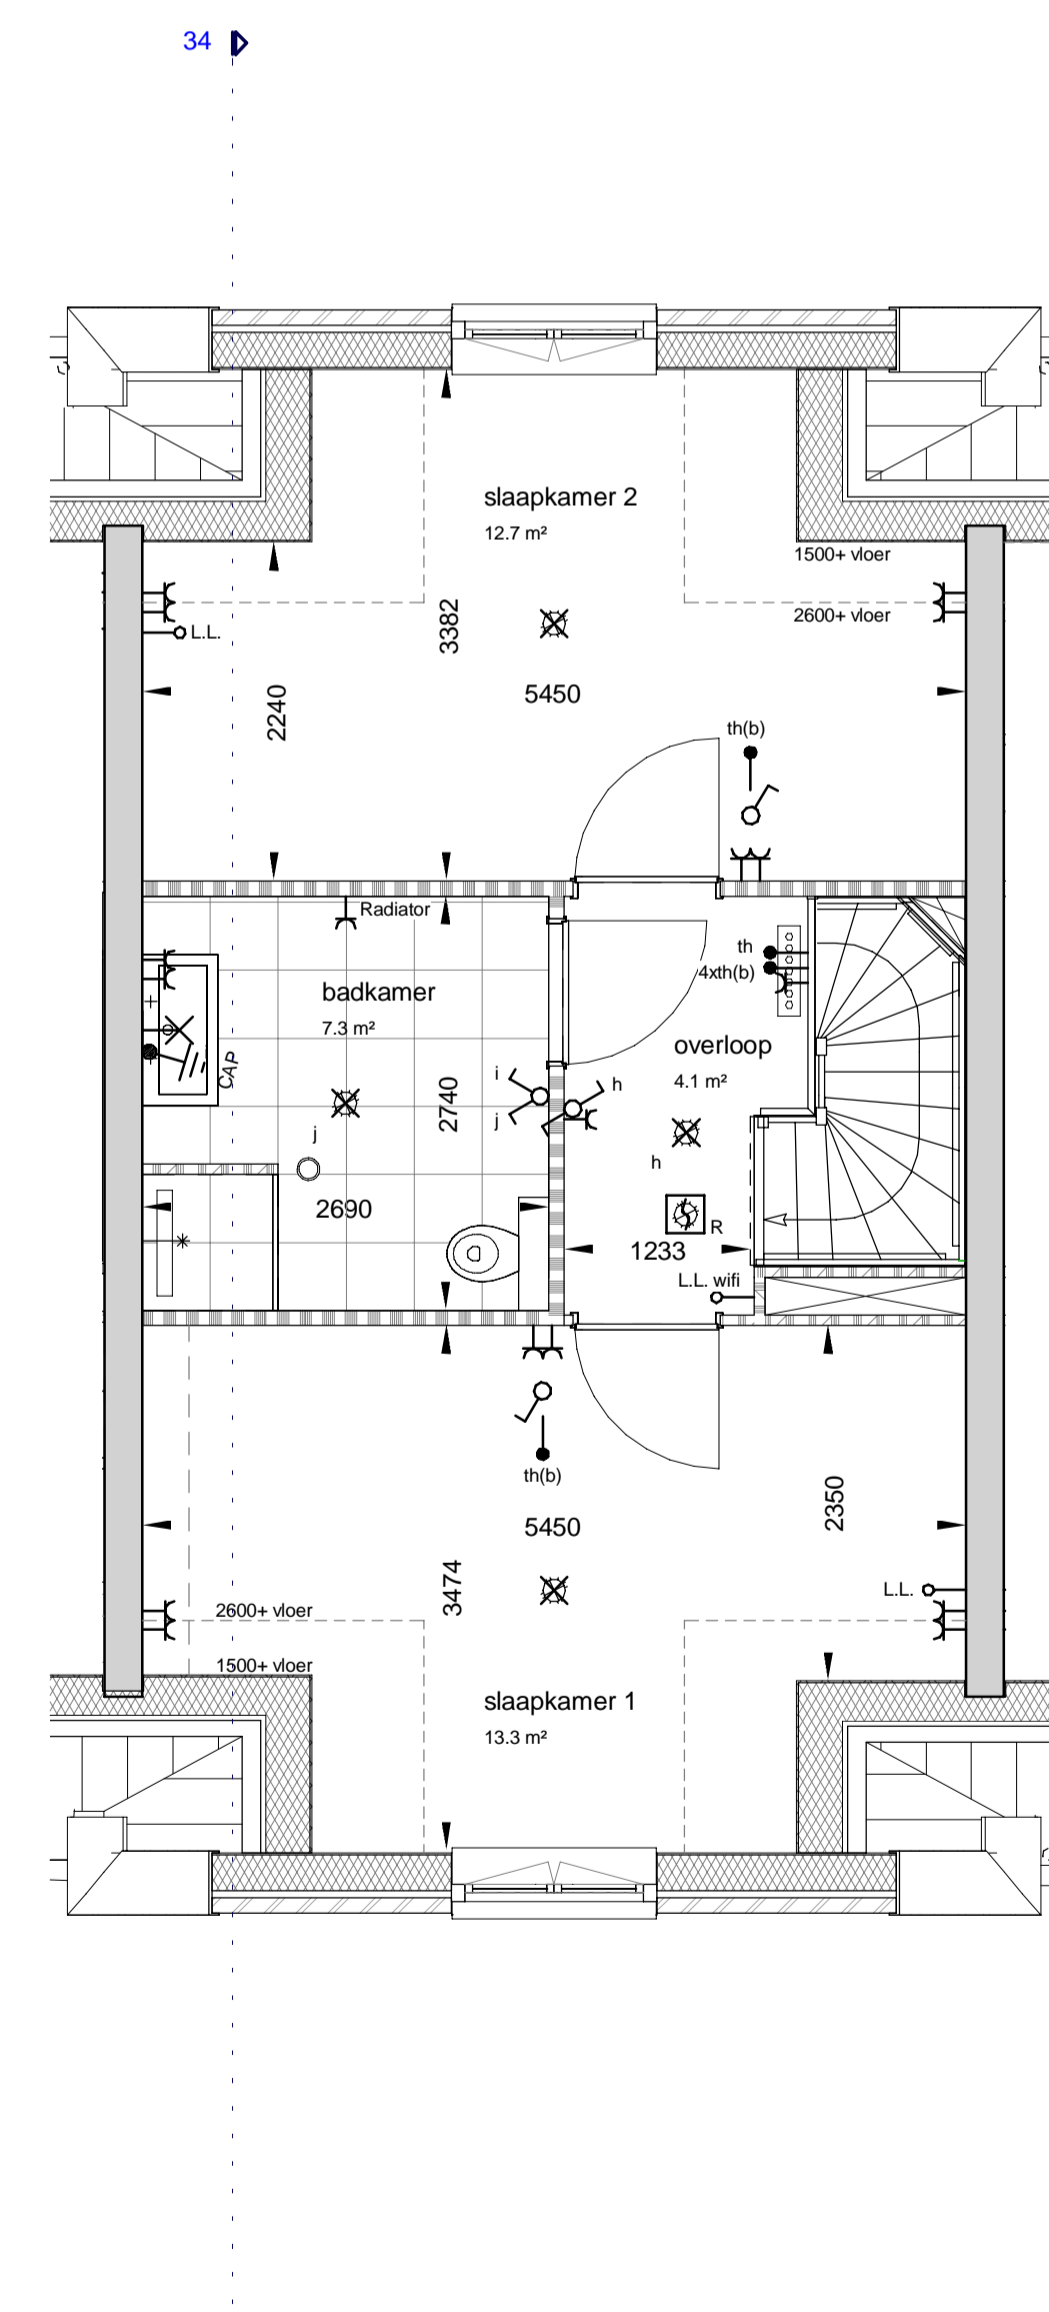 34
slaapkamer 2
12.7 m²
1500+ vloer
2600+ vloer
L.L.
3382
2240
5450
th(b)
Radiator
badkamer
7.3 m²
CAP
th
4xth(b)
overloop
4.1 m²
i
j
h
2740
j
h
2690
R
1233
L.L. wifi
th(b)
5450
2350
3474
L.L.
2600+ vloer
1500+ vloer
slaapkamer 1
13.3 m²